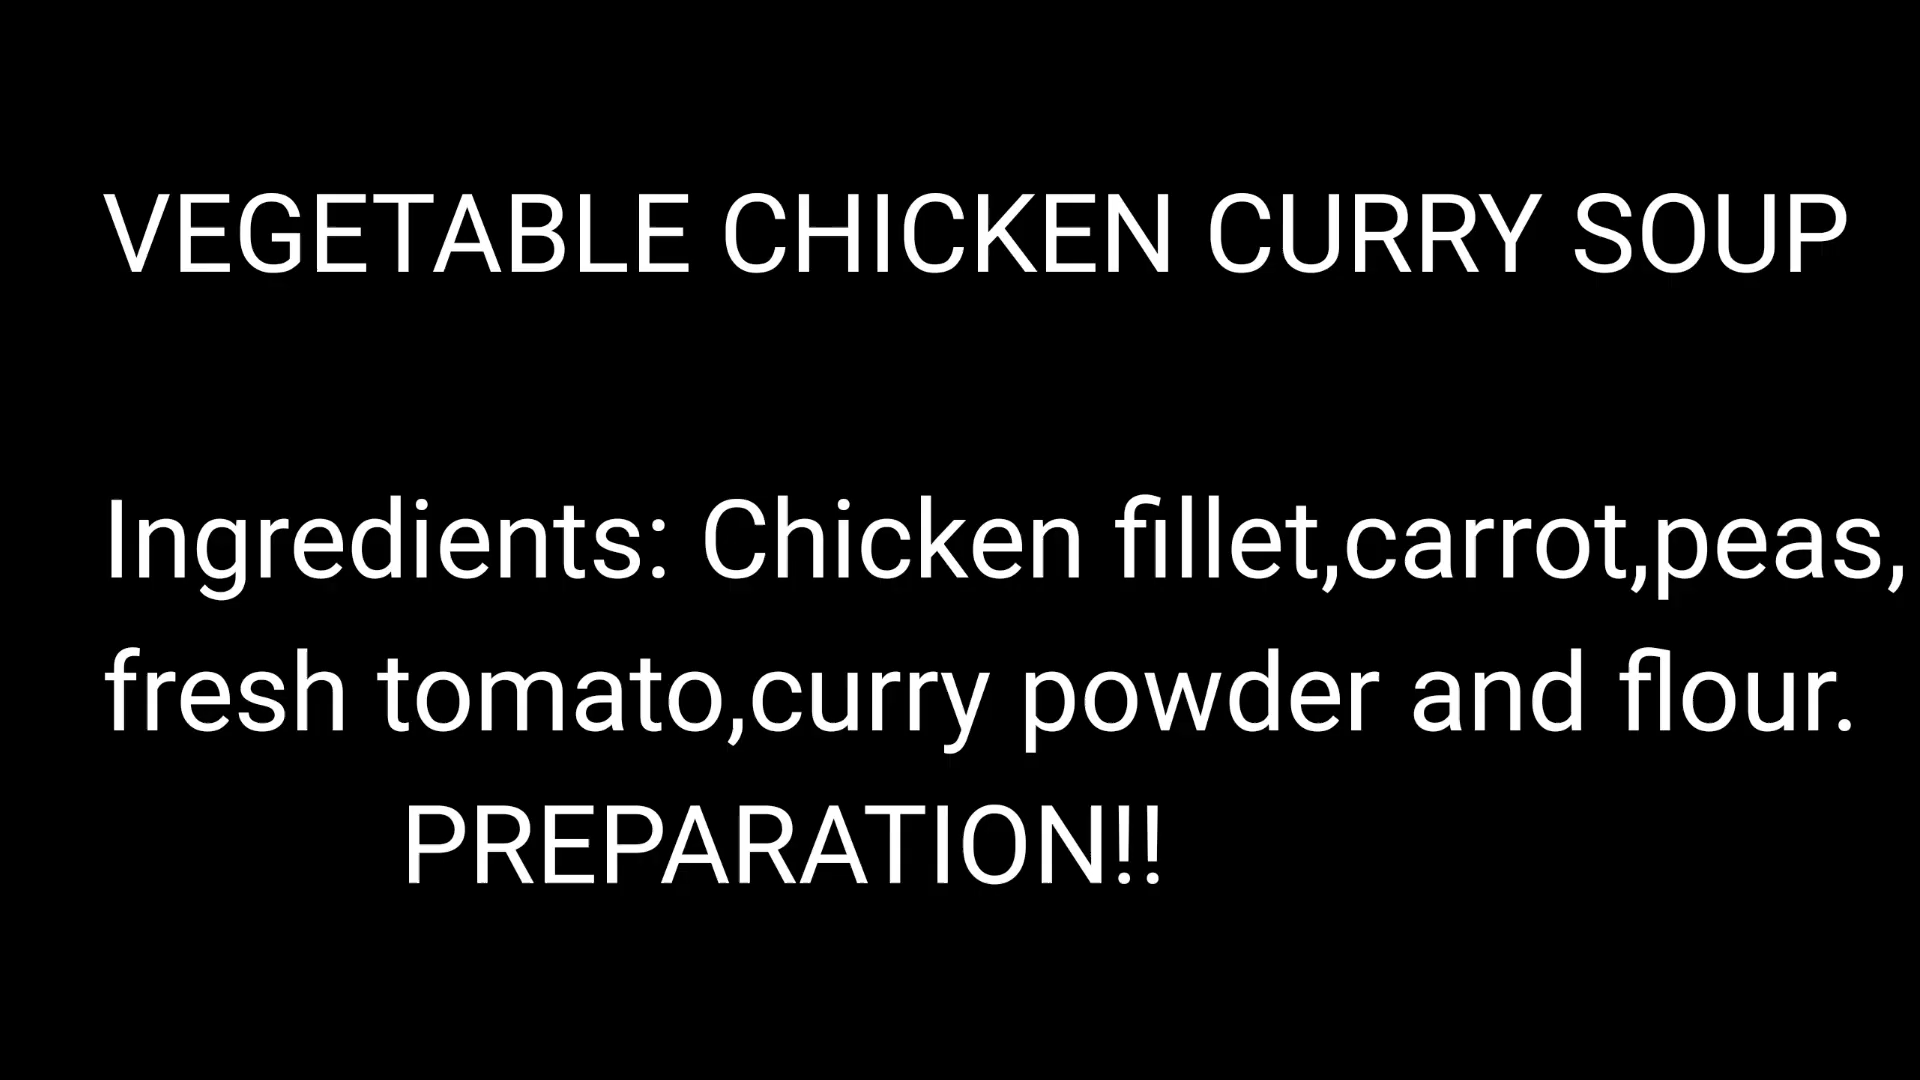 VEGETABLE CHICKEN CURRY SOUP
Ingredients: Chicken fillet,carrot,peas,
fresh tomato,curry powder and flour.
PREPARATION!!